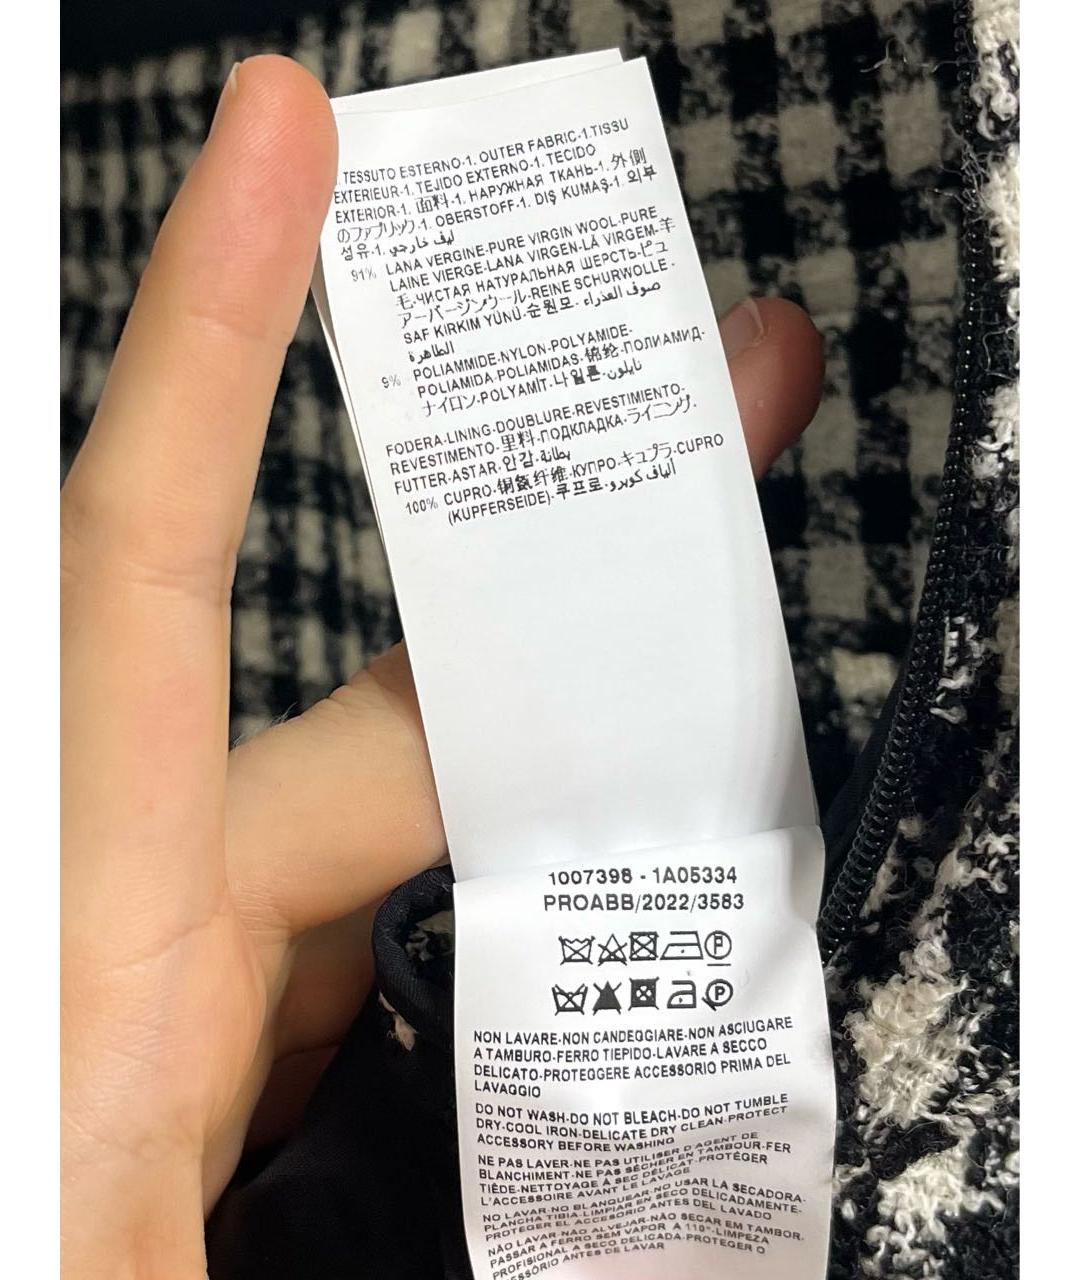 . TESSUTO ESTERNO-1. OUTER FABRIC-1.TISSU
EXTERIEUR-1. TEJIDO EXTERNO-1. TECIDO
EXTERIOR-1. 面料-1. НАРУЖНАЯ ТКАНЬ-1. 外側
のファブリック-1. OBERSTOFF-1. DIŞ KUMAŞ-1. 외부
섬유-1. ليف خارجي
91% LANA VERGINE-PURE VIRGIN WOOL-PURE
LAINE VIERGE-LANA VIRGEN-LÃ VIRGEM-羊
毛-ЧИСТАЯ НАТУРАЛЬНАЯ ШЕРСТЬ-ピュ
アーバージンウール-REINE SCHURWOLLE-
SAF KIRKIM YÜNÜ-순원모- صوف العذراء
الطاهرة
9% POLIAMMIDE-NYLON-POLYAMIDE-
POLIAMIDA-POLIAMIDAS-锦纶-ПОЛИАМИД-
ナイロン-POLYAMİT-나일론-نايلون
FODERA-LINING-DOUBLURE-REVESTIMIENTO-
REVESTIMENTO-里料-ПОДКЛАДКА-ライニング-
FUTTER-ASTAR-안감-بطانة
100% CUPRO-铜氨纤维-КУПРО-キュプラ-CUPRO
(KUPFERSEIDE)-쿠프로-ألياف كوبرو
1007398 - 1A05334
PROABB/2022/3583
P
P
NON LAVARE-NON CANDEGGIARE-NON ASCIUGARE
A TAMBURO-FERRO TIEPIDO-LAVARE A SECCO
DELICATO-PROTEGGERE ACCESSORIO PRIMA DEL
LAVAGGIO
DO NOT WASH-DO NOT BLEACH-DO NOT TUMBLE
DRY-COOL IRON-DELICATE DRY CLEAN-PROTECT
ACCESSORY BEFORE WASHING
NE PAS LAVER-NE PAS UTILISER D'AGENT DE
BLANCHIMENT-NE PAS SÉCHER EN TAMBOUR-FER
TIÈDE-NETTOYAGE À SEC DÉLICAT-PROTÉGER
L'ACCESSOIRE AVANT LE LAVAGE
NO LAVAR-NO BLANQUEAR-NO USAR LA SECADORA-
PLANCHA TIBIA-LIMPIAR EN SECO DELICADAMENTE-
PROTEGER EL ACCESORIO ANTES DEL LAVADO
NÃO LAVAR-NÃO ALVEJAR-NÃO SECAR EM TAMBOR.
PASSAR A FERRO SEM VAPOR A 110°-LIMPEZA
PROFISIONAL A SECO DELICADA-PROTEGER O
ESSÓRIO ANTES DE LAVAR